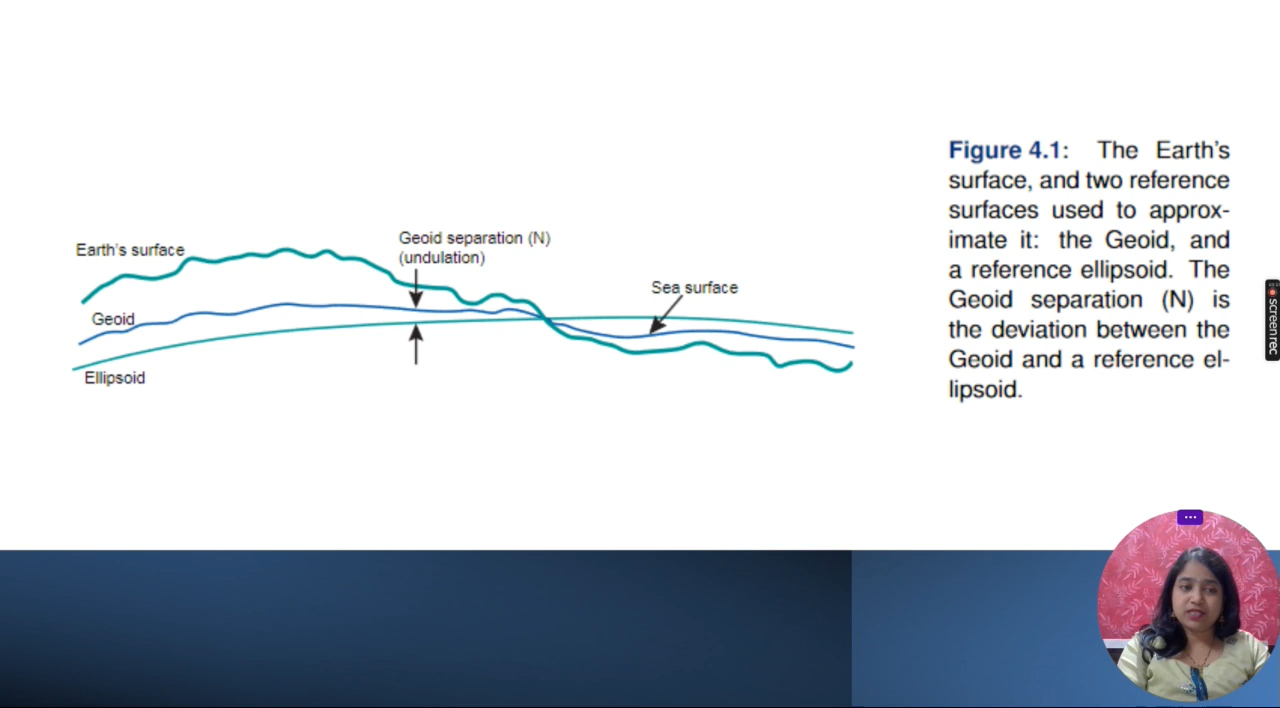 Figure 4.1: The Earth's
surface, and two reference
surfaces used to approx-
imate it: the Geoid, and
a reference ellipsoid. The
Geoid separation (N) is
the deviation between the
Geoid and a reference el-
lipsoid.
Geoid separation (N)
(undulation)
Earth's surface
Sea surface
Geoid
Ellipsoid
screenrec